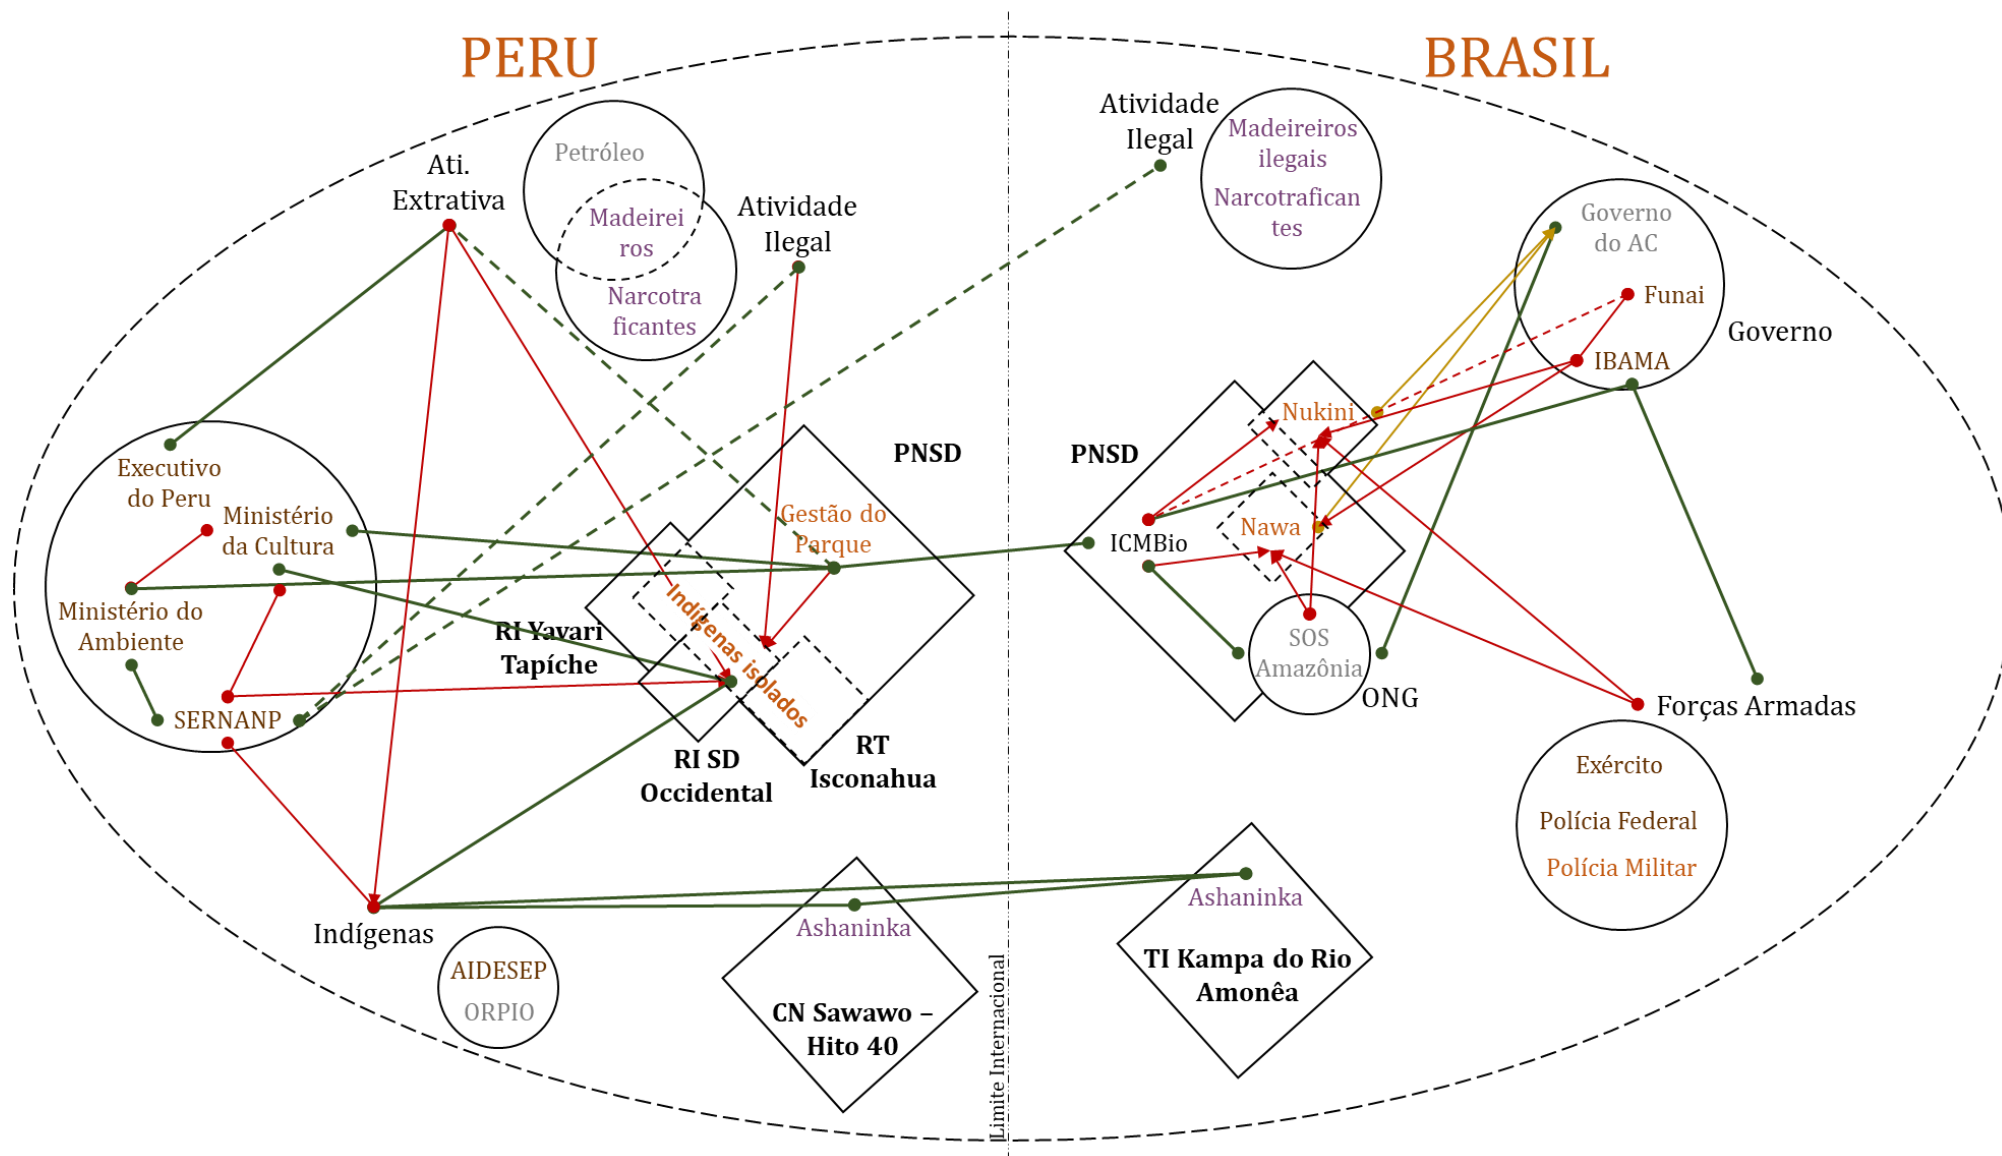 PERU
BRASIL
Ati.
Extrativa
Petróleo
Madeirei
ros
Narcotra
ficantes
Atividade
Ilegal
Atividade
Ilegal
Madeireiros
ilegais
Narcotrafican
tes
Governo
do AC
Funai
IBAMA
Governo
Executivo
do Peru
Ministério
da Cultura
Ministério do
Ambiente
SERNANP
PNSD
Gestão do
Parque
Indígenas isolados
RI Yavari
Tapíche
RI SD
Occidental
RT
Isconahua
PNSD
Nukini
Nawa
ICMBio
SOS
Amazônia
ONG
Forças Armadas
Exército
Polícia Federal
Polícia Militar
Indígenas
AIDESEP
ORPIO
Ashaninka
CN Sawawo –
Hito 40
Limite Internacional
Ashaninka
TI Kampa do Rio
Amonêa